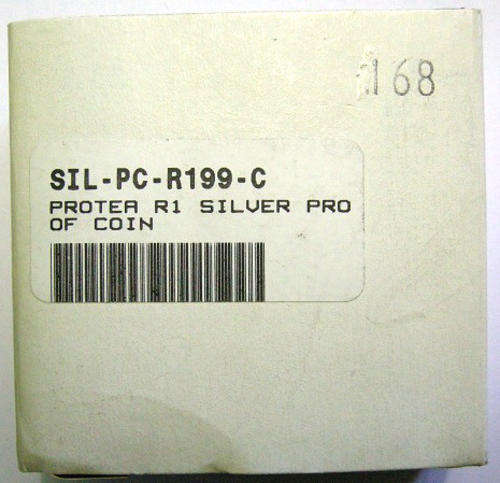 168
SIL-PC-R199-C
PROTEA R1 SILVER PRO
OF COIN